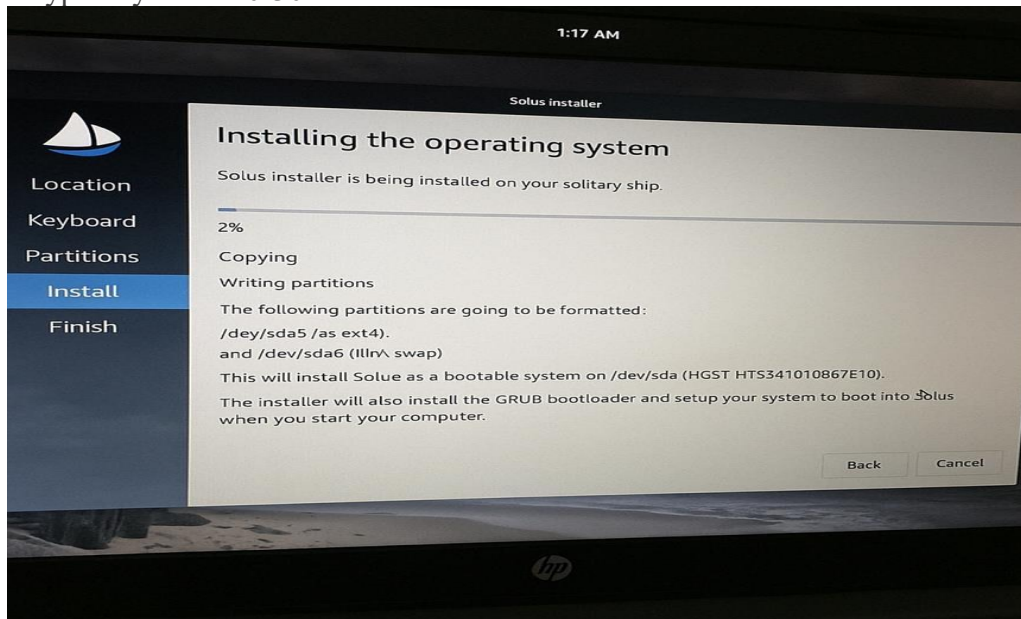 1:17 AM
Solus installer
Location
Keyboard
Partitions
Install
Finish
Installing the operating system
Solus installer is being installed on your solitary ship.
2%
Copying
Writing partitions
The following partitions are going to be formatted:
/dey/sda5 /as ext4).
and /dev/sda6 ( swap)
This will install Solue as a bootable system on /dev/sda (HGST HTS341010867E10).
The installer will also install the GRUB bootloader and setup your system to boot into Solus
when you start your computer.
Back Cancel
hp